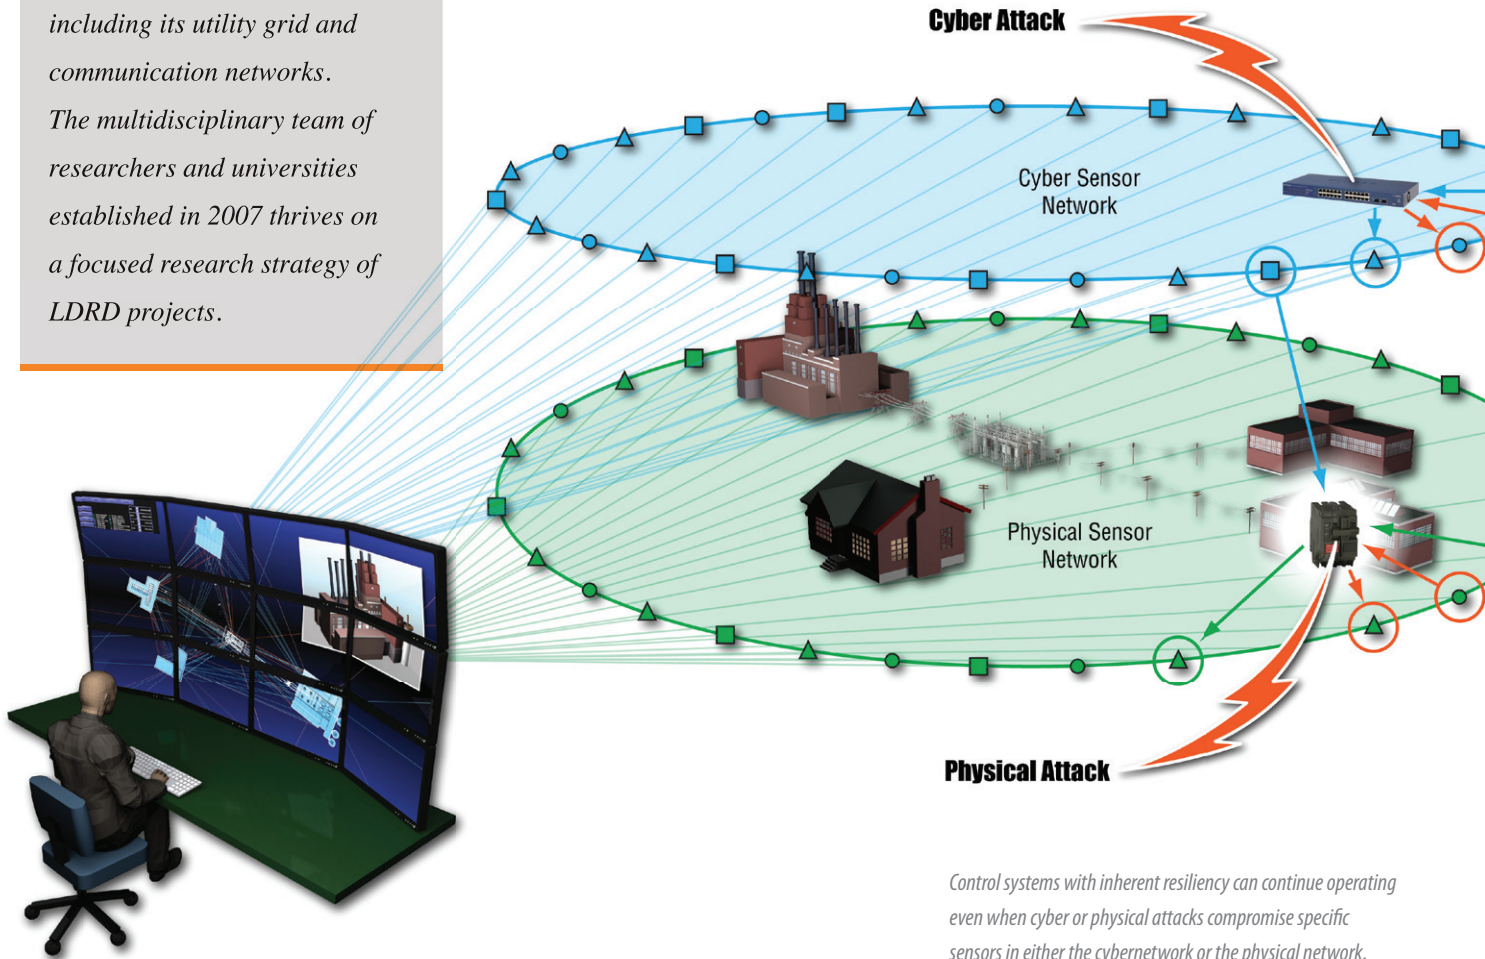 including its utility grid and
communication networks.
The multidisciplinary team of
researchers and universities
established in 2007 thrives on
a focused research strategy of
LDRD projects.
Cyber Attack
Cyber Sensor
Network
Physical Sensor
Network
Physical Attack
Control systems with inherent resiliency can continue operating
even when cyber or physical attacks compromise specific
sensors in either the cybernetwork or the physical network.